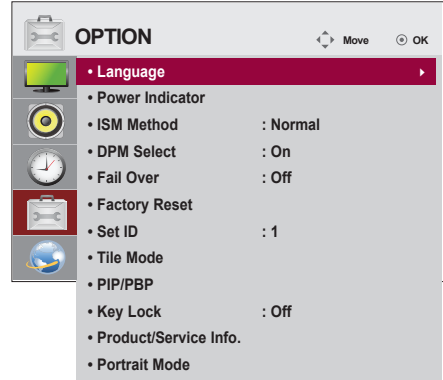 OPTION Move OK
• Language
• Power Indicator
• ISM Method : Normal
• DPM Select : On
• Fail Over : Off
• Factory Reset
• Set ID : 1
• Tile Mode
• PIP/PBP
• Key Lock : Off
• Product/Service Info.
• Portrait Mode